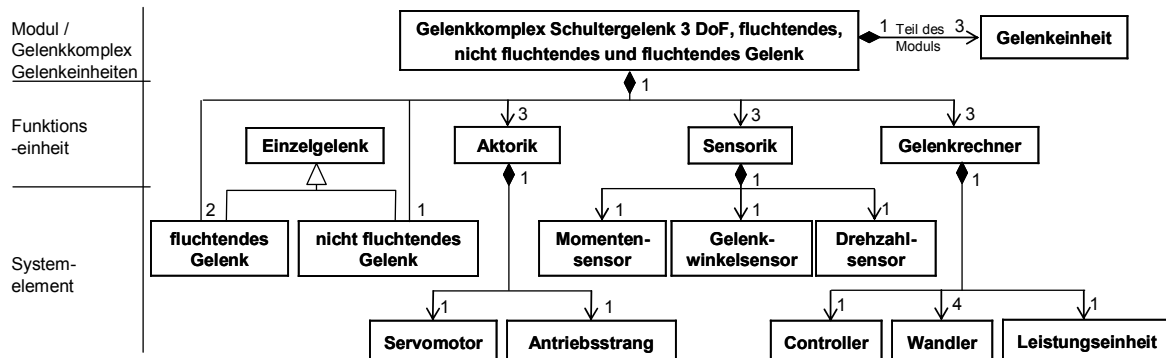 Modul /
Gelenkkomplex
Gelenkeinheiten
Gelenkkomplex Schultergelenk 3 DoF, fluchtendes,
nicht fluchtendes und fluchtendes Gelenk
1 Teil des 3
Moduls
Gelenkeinheit
1
Funktions
-einheit
3 3 3
Einzelgelenk
Aktorik
Sensorik
Gelenkrechner
1 1 1
2 1
fluchtendes
Gelenk
nicht fluchtendes
Gelenk
1 1 1
Momenten-
sensor
Gelenk-
winkelsensor
Drehzahl-
sensor
System-
element
1 1 1 4 1
Servomotor
Antriebsstrang
Controller
Wandler
Leistungseinheit